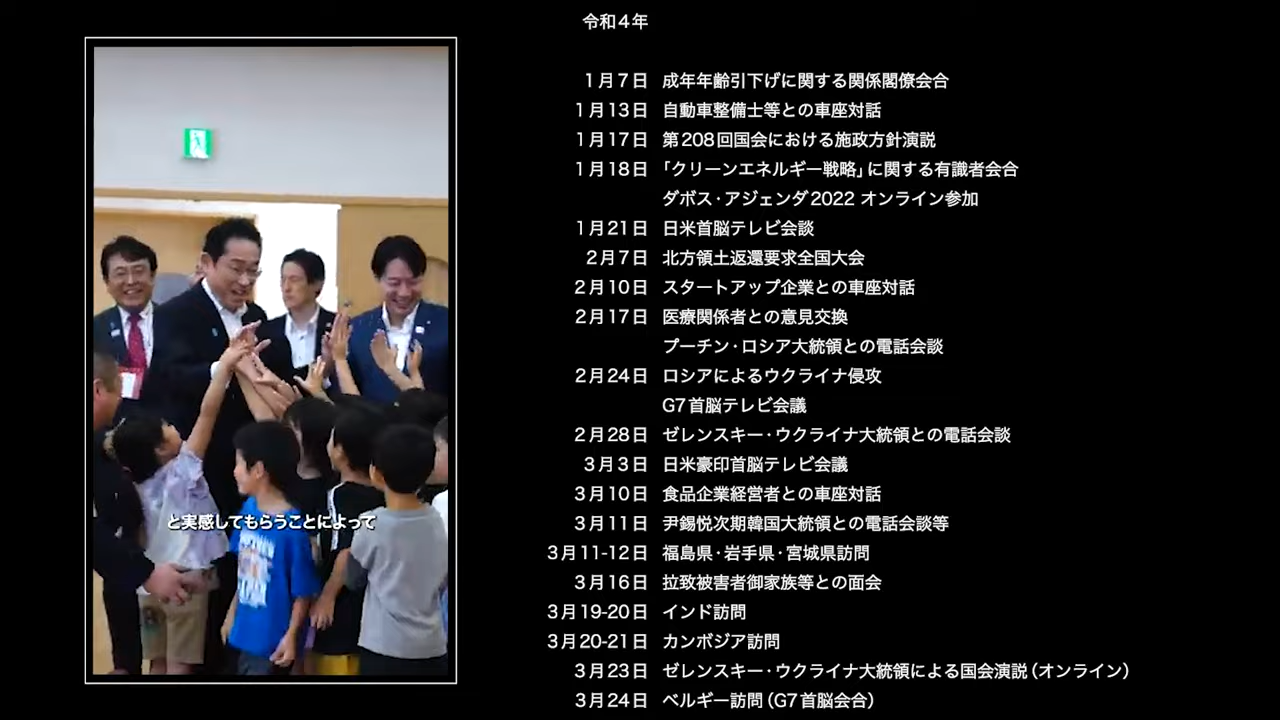 令和4年
1月7日 成年年齢引下げに関する関係閣僚会合
1月13日 自動車整備士等との車座対話
1月17日 第208回国会における施政方針演説
1月18日 「クリーンエネルギー戦略」に関する有識者会合
ダボス・アジェンダ2022 オンライン参加
1月21日 日米首脳テレビ会談
2月7日 北方領土返還要求全国大会
2月10日 スタートアップ企業との車座対話
2月17日 医療関係者との意見交換
プーチン・ロシア大統領との電話会談
2月24日 ロシアによるウクライナ侵攻
G7首脳テレビ会議
2月28日 ゼレンスキー・ウクライナ大統領との電話会談
3月3日 日米豪印首脳テレビ会議
3月10日 食品企業経営者との車座対話
3月11日 尹錫悦次期韓国大統領との電話会談等
3月11-12日 福島県・岩手県・宮城県訪問
3月16日 拉致被害者御家族等との面会
3月19-20日 インド訪問
3月20-21日 カンボジア訪問
3月23日 ゼレンスキー・ウクライナ大統領による国会演説（オンライン）
3月24日 ベルギー訪問（G7首脳会合）
と実感してもらうことによって